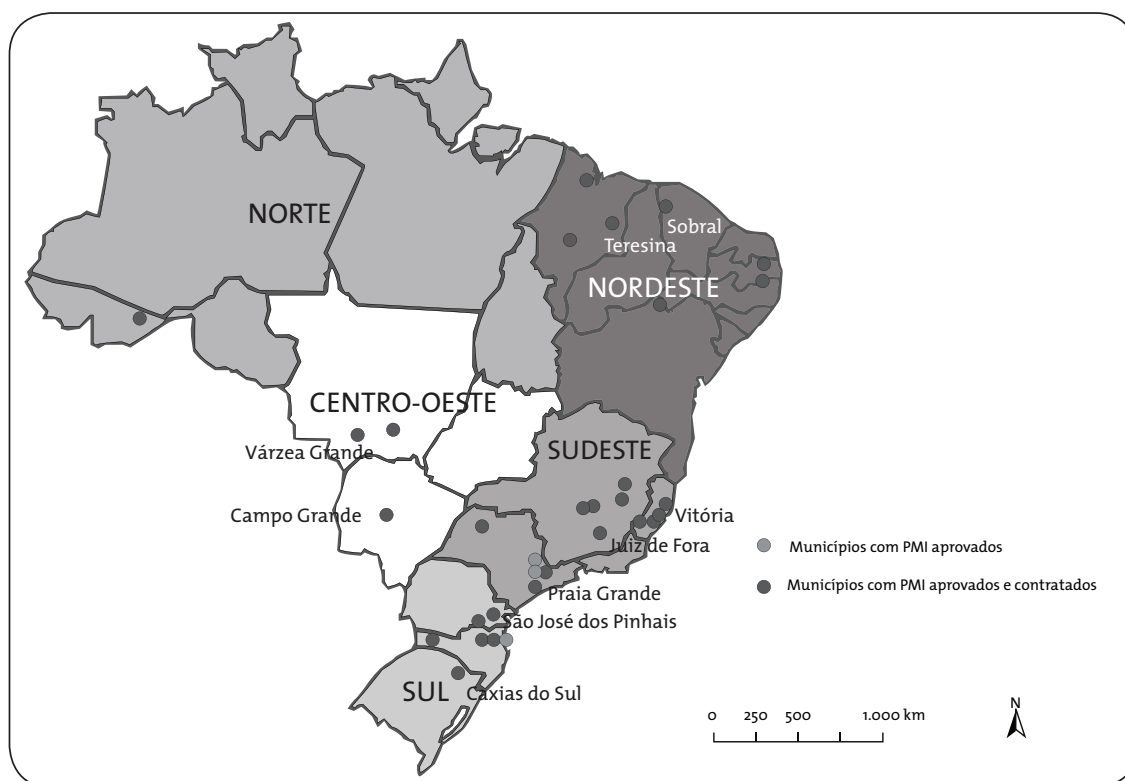 NORTE
Sobral
Teresina
NORDESTE
CENTRO-OESTE
SUDESTE
Várzea Grande
Campo Grande
Vitória
Juiz de Fora
Municípios com PMI aprovados
Municípios com PMI aprovados e contratados
Praia Grande
São José dos Pinhais
SUL
Caxias do Sul
N
0 250 500 1.000 km